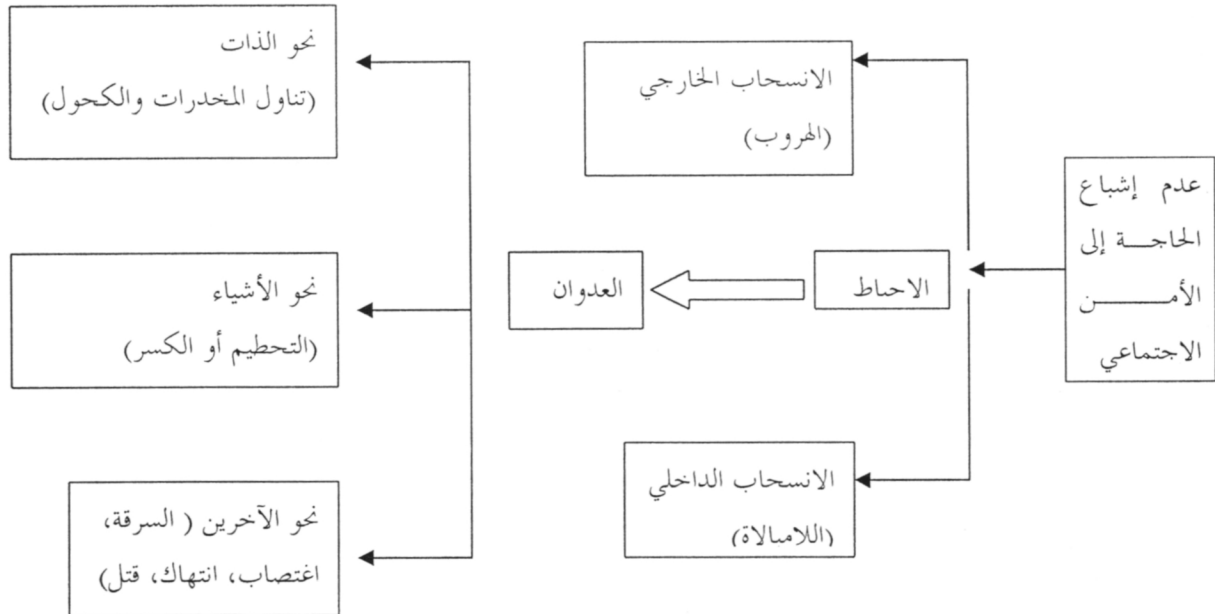 عدم إشباع
الحاجة إلى
الأمن
الاجتماعي
الانسحاب الخارجي
(الهروب)
الاحباط
الانسحاب الداخلي
(اللامبالاة)
العدوان
نحو الذات
(تناول المخدرات والكحول)
نحو الأشياء
(التحطيم أو الكسر)
نحو الآخرين ( السرقة،
اغتصاب، انتهاك، قتل)